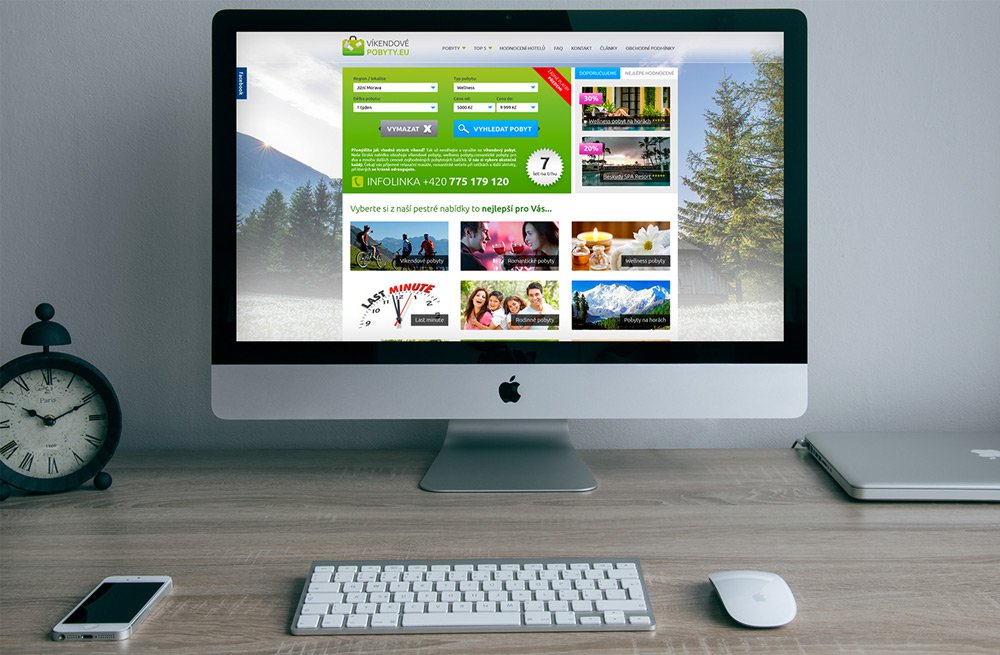 VÍKENDOVÉ
POBYTY.EU
POBYTY TOP 5 HODNOCENÍ HOTELŮ FAQ KONTAKT ČLÁNKY OBCHODNÍ PODMÍNKY
facebook
Region / lokalita:
Jižní Morava
Typ pobytu:
Wellness
Délka pobytu:
1 týden
Cena od:
5000 Kč
Cena do:
9 999 Kč
VYMAZAT X
VYHLEDAT POBYT
DOPORUČUJEME
NEJLÉPE HODNOCENÉ
30%
Wellness pobyt na horách
20%
Beskydy SPA Resort
7
let na trhu
INFOLINKA +420 775 179 120
Vyberte si z naší pestré nabídky to nejlepší pro Vás...
Víkendové pobyty
Romantické pobyty
Wellness pobyty
LAST MINUTE
Last minute
Rodinné pobyty
Pobyty na horách
Paris